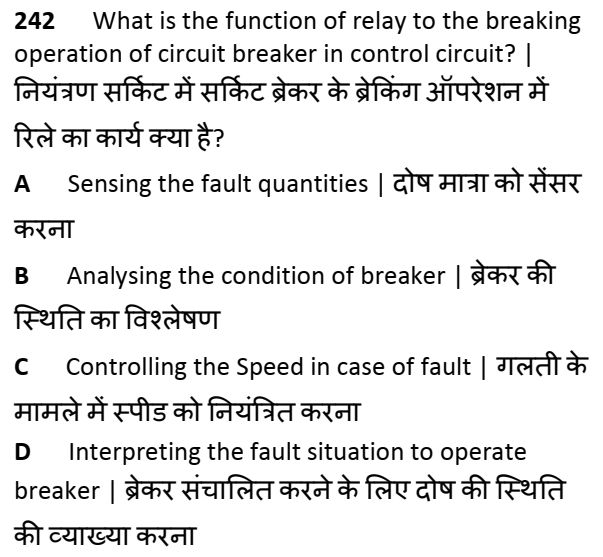 242 What is the function of relay to the breaking
operation of circuit breaker in control circuit? |
नियंत्रण सर्किट में सर्किट ब्रेकर के ब्रेकिंग ऑपरेशन में
रिले का कार्य क्या है?
A Sensing the fault quantities | दोष मात्रा को सेंसर
करना
B Analysing the condition of breaker | ब्रेकर की
स्थिति का विश्लेषण
C Controlling the Speed in case of fault | गलती के
मामले में स्पीड को नियंत्रित करना
D Interpreting the fault situation to operate
breaker | ब्रेकर संचालित करने के लिए दोष की स्थिति
की व्याख्या करना